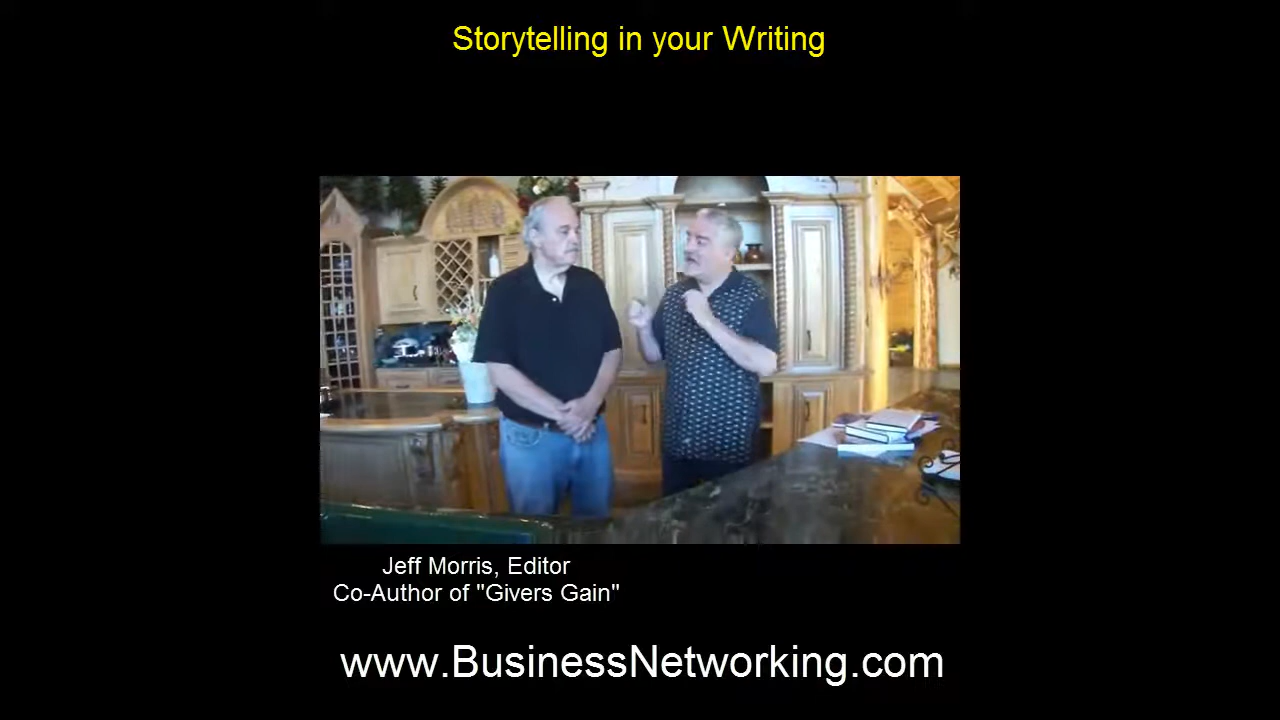 Storytelling in your Writing
Jeff Morris, Editor
Co-Author of "Givers Gain"
www.BusinessNetworking.com